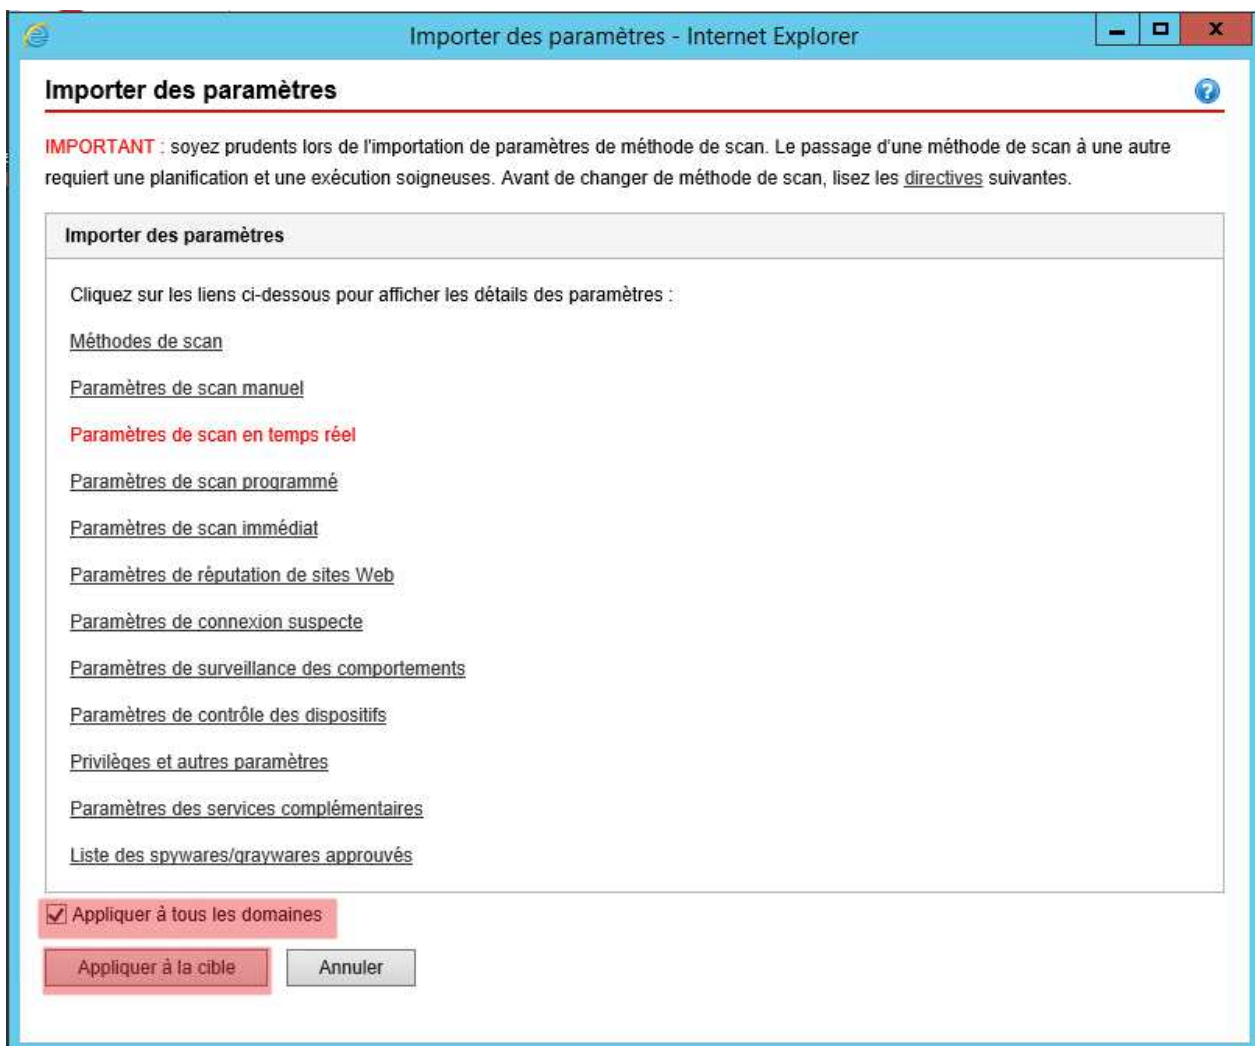 Importer des paramètres - Internet Explorer
Importer des paramètres
IMPORTANT : soyez prudents lors de l'importation de paramètres de méthode de scan. Le passage d'une méthode de scan à une autre
requiert une planification et une exécution soigneuses. Avant de changer de méthode de scan, lisez les directives suivantes.
Importer des paramètres
Cliquez sur les liens ci-dessous pour afficher les détails des paramètres :
Méthodes de scan
Paramètres de scan manuel
Paramètres de scan en temps réel
Paramètres de scan programmé
Paramètres de scan immédiat
Paramètres de réputation de sites Web
Paramètres de connexion suspecte
Paramètres de surveillance des comportements
Paramètres de contrôle des dispositifs
Privilèges et autres paramètres
Paramètres des services complémentaires
Liste des spywares/graywares approuvés
Appliquer à tous les domaines
Appliquer à la cible Annuler